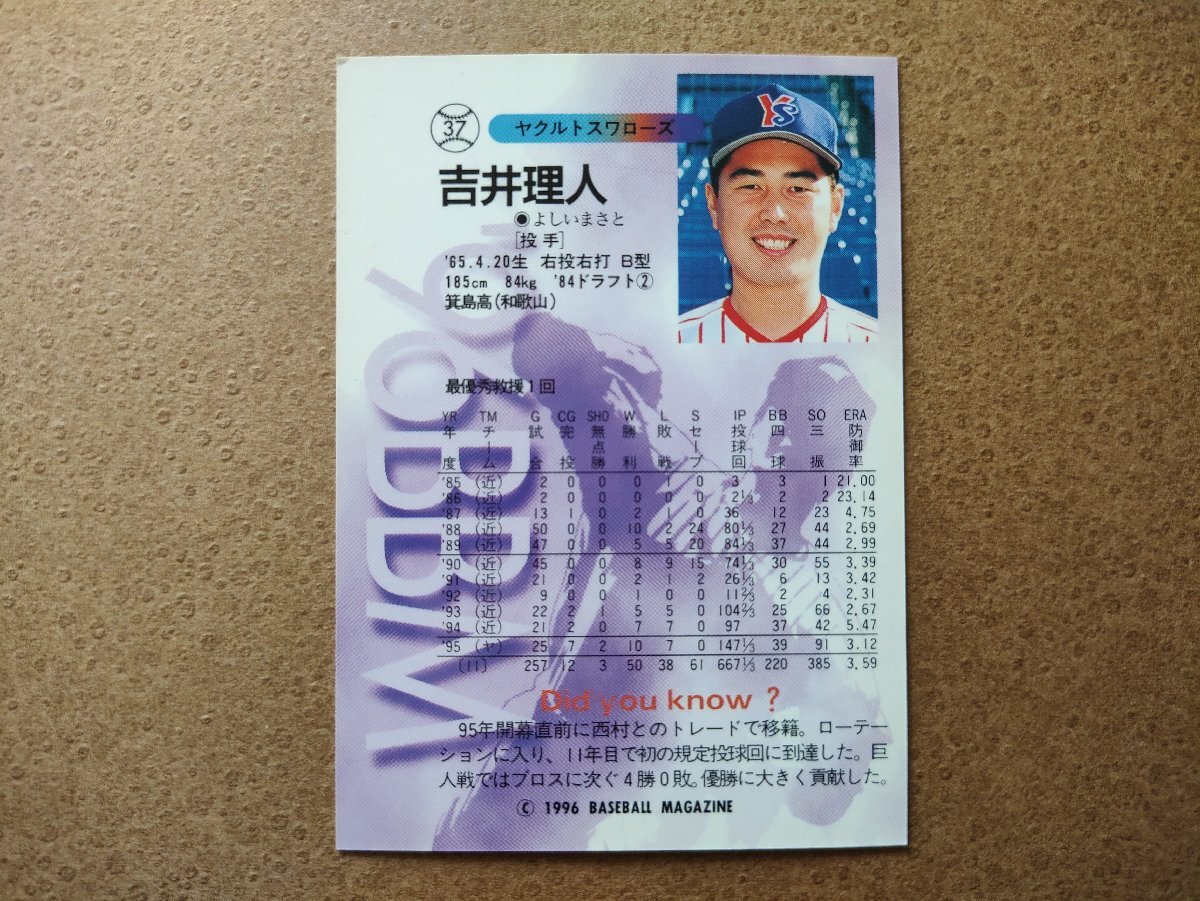 37 ヤクルトスワローズ
YS
吉井理人
◉よしいまさと
[投手]
'65.4.20生 右投右打 B型
185cm 84kg '84ドラフト②
箕島高(和歌山)
'96BBM
最優秀救援1回
YR TM G CG SHO W L S IP BB SO ERA
年度 チーム 試合 完投 無点勝 勝利 敗戦 セーブ 投球回 四球 三振 防御率
'85 (近) 2 0 0 0 1 0 3 3 1 21.00
'86 (近) 2 0 0 0 0 0 2⅓ 2 2 23.14
'87 (近) 13 1 0 2 1 0 36 12 23 4.75
'88 (近) 50 0 0 10 2 24 80⅓ 27 44 2.69
'89 (近) 47 0 0 5 5 20 84⅓ 37 44 2.99
'90 (近) 45 0 0 8 9 15 74⅓ 30 55 3.39
'91 (近) 21 0 0 2 1 2 26⅓ 6 13 3.42
'92 (近) 9 0 0 1 0 0 11⅔ 2 4 2.31
'93 (近) 22 2 1 5 5 0 104⅔ 25 66 2.67
'94 (近) 21 2 0 7 7 0 97 37 42 5.47
'95 (ヤ) 25 7 2 10 7 0 147⅓ 39 91 3.12
(11) 257 12 3 50 38 61 667⅓ 220 385 3.59
Did you know ?
95年開幕直前に西村とのトレードで移籍。ローテー
ションに入り、11年目で初の規定投球回に到達した。巨
人戦ではブロスに次ぐ4勝0敗。優勝に大きく貢献した。
© 1996 BASEBALL MAGAZINE